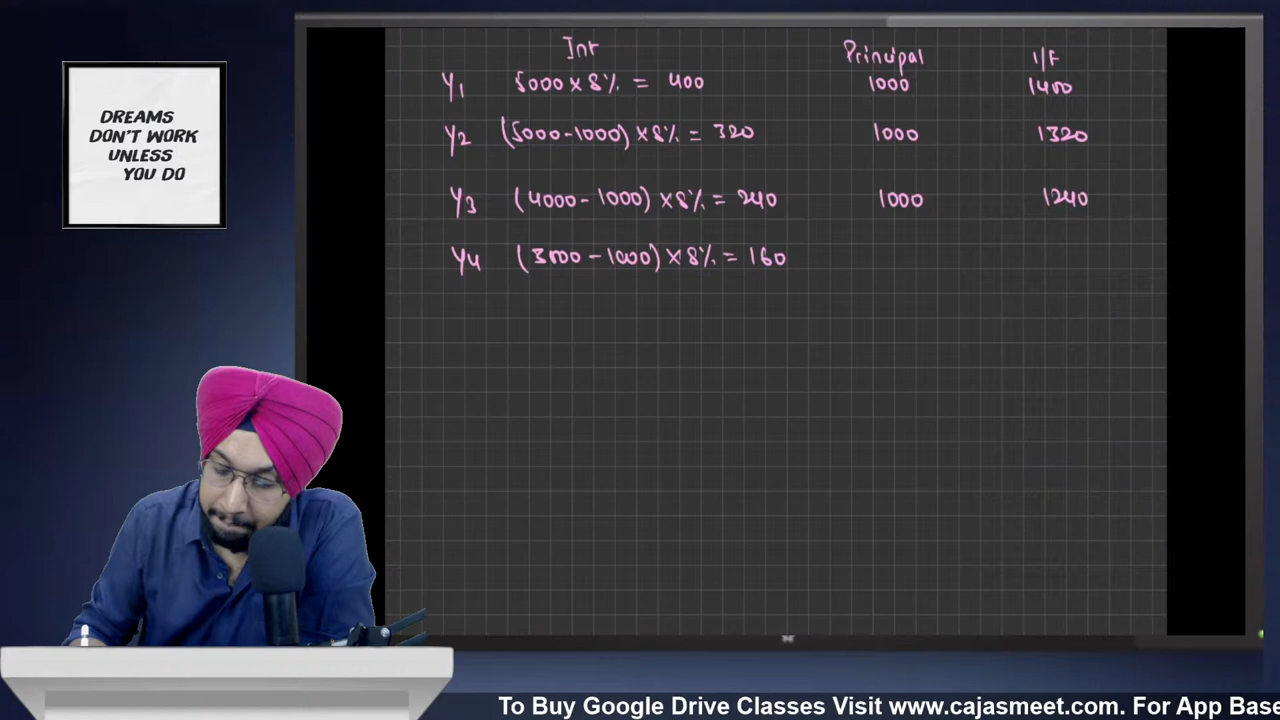 DREAMS
DON'T WORK
UNLESS
YOU DO
Int Principal I/F
Y1 5000 × 8% = 400 1000 1400
Y2 (5000-1000) × 8% = 320 1000 1320
Y3 (4000-1000) × 8% = 240 1000 1240
Y4 (3000-1000) × 8% = 160
To Buy Google Drive Classes Visit www.cajasmeet.com. For App Base